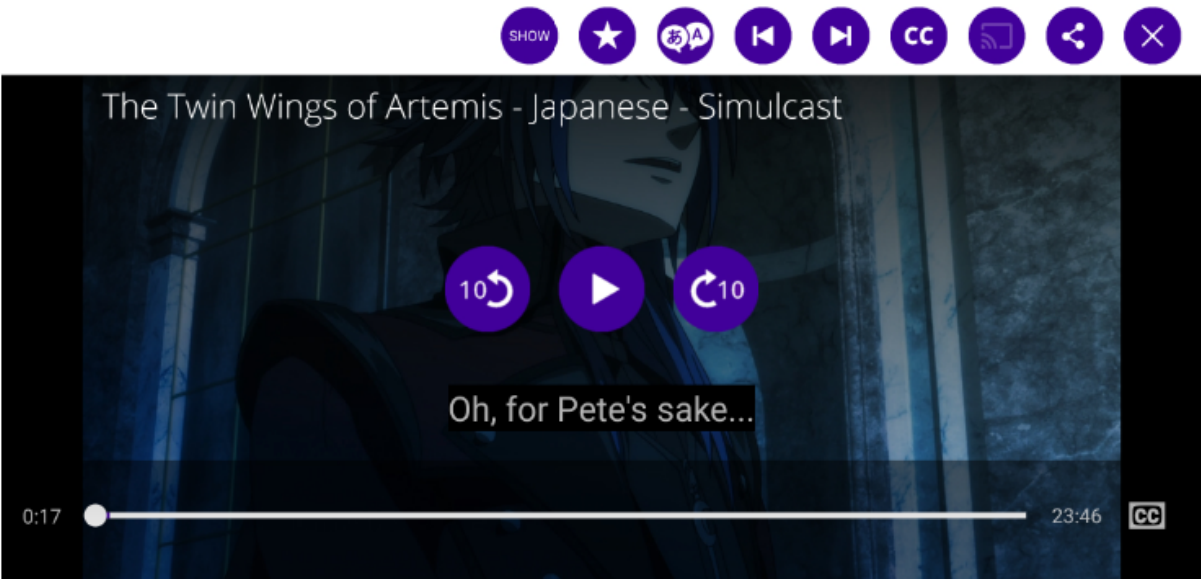 SHOW
あ A
CC
The Twin Wings of Artemis - Japanese - Simulcast
10 10
Oh, for Pete's sake...
0:17 23:46 CC